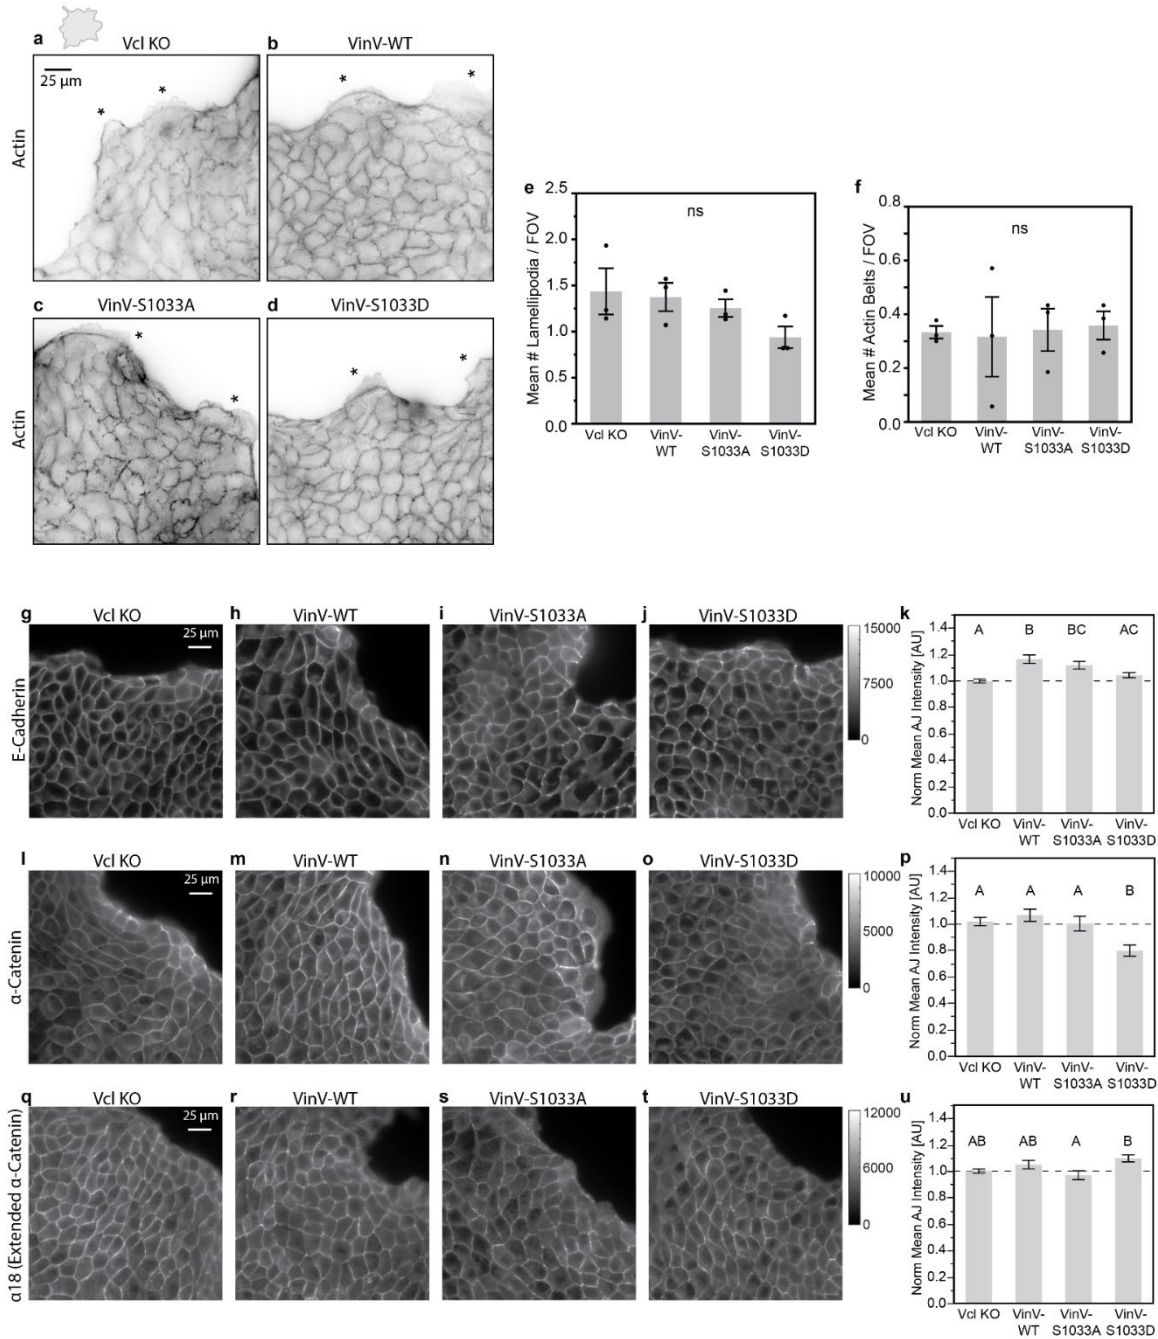 a Vcl KO
b VinV-WT
25 µm
* *
* *
Actin
c VinV-S1033A
d VinV-S1033D
* *
* *
Actin
e
2.5
2.0
1.5
1.0
0.5
0.0
Mean # Lamellipodia / FOV
ns
Vcl KO
VinV-
WT
VinV-
S1033A
VinV-
S1033D
f
0.8
0.6
0.4
0.2
0.0
Mean # Actin Belts / FOV
ns
Vcl KO
VinV-
WT
VinV-
S1033A
VinV-
S1033D
g Vcl KO
h VinV-WT
i VinV-S1033A
j VinV-S1033D
25 µm
E-Cadherin
15000
7500
0
k
1.4
1.2
1.0
1.4
0.6
0.4
0.2
0.0
Norm Mean AJ Intensity [AU]
A B BC AC
Vcl KO
VinV-
WT
VinV-
S1033A
VinV-
S1033D
l Vcl KO
m VinV-WT
n VinV-S1033A
o VinV-S1033D
25 µm
α-Catenin
10000
5000
0
p
1.4
1.2
1.0
0.8
0.6
0.4
0.2
0.0
Norm Mean AJ Intensity [AU]
A A A B
Vcl KO
VinV-
WT
VinV-
S1033A
VinV-
S1033D
q Vcl KO
r VinV-WT
s VinV-S1033A
t VinV-S1033D
25 µm
α18 (Extended α-Catenin)
12000
6000
0
u
1.4
1.2
1.0
0.8
0.6
0.4
0.2
0.0
Norm Mean AJ Intensity [AU]
AB AB A B
Vcl KO
VinV-
WT
VinV-
S1033A
VinV-
S1033D